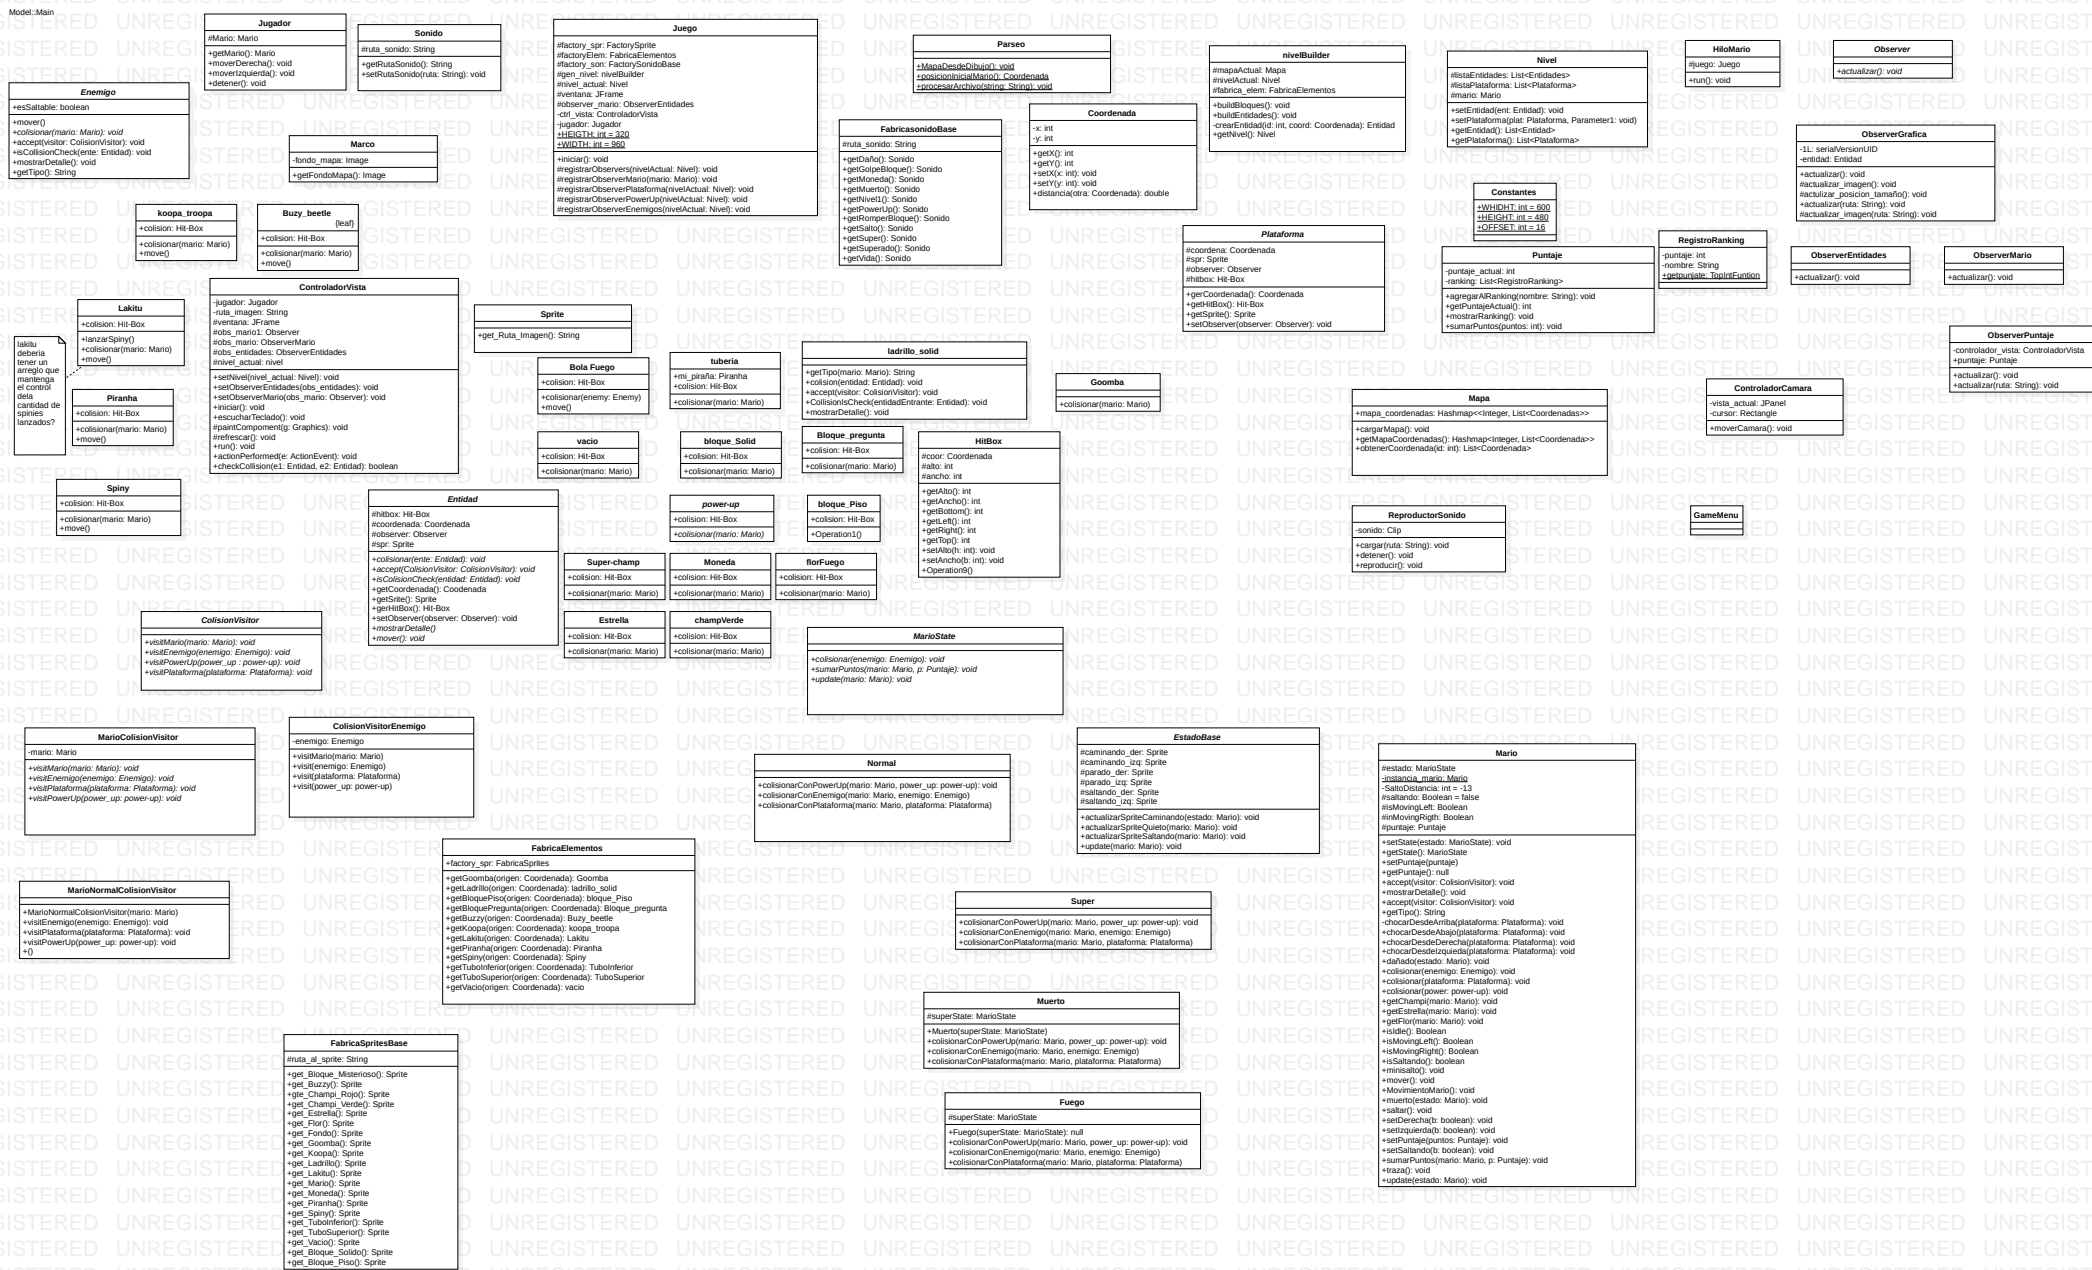 Model::Main
Jugador
#Mario: Mario
+getMario(): Mario
+moverDerecha(): void
+moverIzquierda(): void
+detener(): void
Sonido
#ruta_sonido: String
+getRutaSonido(): String
+setRutaSonido(ruta: String): void
Juego
#factory_spr: FactorySprite
#factoryElem: FabricaElementos
#factory_son: FactorySonidoBase
#gen_nivel: nivelBuilder
#nivel_actual: Nivel
#ventana: JFrame
#observer_mario: ObserverEntidades
-ctrl_vista: ControladorVista
-jugador: Jugador
+HEIGTH: int = 320
+WIDTH: int = 960
+iniciar(): void
#registrarObservers(nivelActual: Nivel): void
#registrarObserverMario(mario: Mario): void
#registrarObserverPlataforma(nivelActual: Nivel): void
#registrarObserverPowerUp(nivelActual: Nivel): void
#registrarObserverEnemigos(nivelActual: Nivel): void
Parseo
+MapaDesdeDibujo(): void
+posicionInicialMario(): Coordenada
+procesarArchivo(string: String): void
nivelBuilder
#mapaActual: Mapa
#nivelActual: Nivel
#fabrica_elem: FabricaElementos
+buildBloques(): void
+buildEntidades(): void
-crearEntidad(id: int, coord: Coordenada): Entidad
+getNivel(): Nivel
Nivel
#listaEntidades: List<Entidades>
#listaPlataforma: List<Plataforma>
#mario: Mario
+setEntidad(ent: Entidad): void
+setPlataforma(plat: Plataforma, Parameter1: void)
+getEntidad(): List<Entidad>
+getPlataforma(): List<Plataforma>
HiloMario
#juego: Juego
+run(): void
Observer
+actualizar(): void
Enemigo
+esSaltable: boolean
+mover()
+colisionar(mario: Mario): void
+accept(visitor: ColisionVisitor): void
+isCollisionCheck(ente: Entidad): void
+mostrarDetalle(): void
+getTipo(): String
Marco
-fondo_mapa: Image
+getFondoMapa(): Image
FabricasonidoBase
#ruta_sonido: String
+getDaño(): Sonido
+getGolpeBloque(): Sonido
+getMoneda(): Sonido
+getMuerto(): Sonido
+getNivel1(): Sonido
+getPowerUp(): Sonido
+getRomperBloque(): Sonido
+getSalto(): Sonido
+getSuper(): Sonido
+getSuperado(): Sonido
+getVida(): Sonido
Coordenada
-x: int
-y: int
+getX(): int
+getY(): int
+setX(x: int): void
+setY(y: int): void
+distancia(otra: Coordenada): double
ObserverGrafica
-1L: serialVersionUID
-entidad: Entidad
+actualizar(): void
#actualizar_imagen(): void
#actulizar_posicion_tamaño(): void
+actualizar(ruta: String): void
#actualizar_imagen(ruta: String): void
Constantes
+WHIDHT: int = 600
+HEIGHT: int = 480
+OFFSET: int = 16
koopa_troopa
+colision: Hit-Box
+colisionar(mario: Mario)
+move()
Buzy_beetle
{leaf}
+colision: Hit-Box
+colisionar(mario: Mario)
+move()
Plataforma
#coordena: Coordenada
#spr: Sprite
#observer: Observer
#hitbox: Hit-Box
+gerCoordenada(): Coordenada
+getHitBox(): Hit-Box
+getSprite(): Sprite
+setObserver(observer: Observer): void
Puntaje
-puntaje_actual: int
-ranking: List<RegistroRanking>
+agregarAlRanking(nombre: String): void
+getPuntajeActual(): int
+mostrarRanking(): void
+sumarPuntos(puntos: int): void
RegistroRanking
-puntaje: int
-nombre: String
+getpunjate: TopIntFuntion
ObserverEntidades
+actualizar(): void
ObserverMario
+actualizar(): void
ControladorVista
-jugador: Jugador
-ruta_imagen: String
#ventana: JFrame
#obs_mario1: Observer
#obs_mario: ObserverMario
#obs_entidades: ObserverEntidades
#nivel_actual: nivel
+setNivel(nivel_actual: Nivel): void
+setObserverEntidades(obs_entidades): void
+setObserverMario(obs_mario: Observer): void
+iniciar(): void
+escucharTeclado(): void
#paintComponent(g: Graphics): void
#refrescar(): void
+run(): void
+actionPerformed(e: ActionEvent): void
+checkCollision(e1: Entidad, e2: Entidad): boolean
Lakitu
+colision: Hit-Box
+lanzarSpiny()
+colisionar(mario: Mario)
+move()
lakitu
deberia
tener un
arreglo que
mantenga
el control
dela
cantidad de
spinies
lanzados?
Sprite
+get_Ruta_Imagen(): String
ObserverPuntaje
-controlador_vista: ControladorVista
+puntaje: Puntaje
+actualizar(): void
+actualizar(ruta: String): void
Bola Fuego
+colision: Hit-Box
+colisionar(enemy: Enemy)
+move()
tuberia
+mi_piraña: Piranha
+colision: Hit-Box
+colisionar(mario: Mario)
ladrillo_solid
+getTipo(mario: Mario): String
+colision(entidad: Entidad): void
+accept(visitor: ColisionVisitor): void
+CollisionIsCheck(entidadEntrante: Entidad): void
+mostrarDetalle(): void
Goomba
+colisionar(mario: Mario)
Piranha
+colision: Hit-Box
+colisionar(mario: Mario)
+move()
Mapa
+mapa_coordenadas: Hashmap<<Integer, List<Coordenadas>>
+cargarMapa(): void
+getMapaCoordenadas(): Hashmap<Integer, List<Coordenada>>
+obtenerCoordenada(id: int): List<Coordenada>
ControladorCamara
-vista_actual: JPanel
-cursor: Rectangle
+moverCamara(): void
vacio
+colision: Hit-Box
+colisionar(mario: Mario)
bloque_Solid
+colision: Hit-Box
+colisionar(mario: Mario)
Bloque_pregunta
+colision: Hit-Box
+colisionar(mario: Mario)
HitBox
#coor: Coordenada
#alto: int
#ancho: int
+getAlto(): int
+getAncho(): int
+getBottom(): int
+getLeft(): int
+getRight(): int
+getTop(): int
+setAlto(h: int): void
+setAncho(b: int): void
+Operation9()
Spiny
+colision: Hit-Box
+colisionar(mario: Mario)
+move()
Entidad
#hitbox: Hit-Box
#coordenada: Coordenada
#observer: Observer
#spr: Sprite
+colisionar(ente: Entidad): void
+accept(ColisionVisitor: ColisionVisitor): void
+isColisionCheck(entidad: Entidad): void
+getCoordenada(): Coodenada
+getSrite(): Sprite
+gerHitBox(): Hit-Box
+setObserver(observer: Observer): void
+mostrarDetalle()
+mover(): void
power-up
+colision: Hit-Box
+colisionar(mario: Mario)
bloque_Piso
+colision: Hit-Box
+Operation1()
ReproductorSonido
-sonido: Clip
+cargar(ruta: String): void
+detener(): void
+reproducir(): void
GameMenu
Super-champ
+colision: Hit-Box
+colisionar(mario: Mario)
Moneda
+colision: Hit-Box
+colisionar(mario: Mario)
florFuego
+colision: Hit-Box
+colisionar(mario: Mario)
Estrella
+colision: Hit-Box
+colisionar(mario: Mario)
champVerde
+colision: Hit-Box
+colisionar(mario: Mario)
ColisionVisitor
+visitMario(mario: Mario): void
+visitEnemigo(enemigo: Enemigo): void
+visitPowerUp(power_up : power-up): void
+visitPlataforma(plataforma: Plataforma): void
MarioState
+colisionar(enemigo: Enemigo): void
+sumarPuntos(mario: Mario, p: Puntaje): void
+update(mario: Mario): void
MarioColisionVisitor
-mario: Mario
+visitMario(mario: Mario): void
+visitEnemigo(enemigo: Enemigo): void
+visitPlataforma(plataforma: Plataforma): void
+visitPowerUp(power_up: power-up): void
ColisionVisitorEnemigo
-enemigo: Enemigo
+visitMario(mario: Mario)
+visit(enemigo: Enemigo)
+visit(plataforma: Plataforma)
+visit(power_up: power-up)
Normal
+colisionarConPowerUp(mario: Mario, power_up: power-up): void
+colisionarConEnemigo(mario: Mario, enemigo: Enemigo)
+colisionarConPlataforma(mario: Mario, plataforma: Plataforma)
EstadoBase
#caminando_der: Sprite
#caminando_izq: Sprite
#parado_der: Sprite
#parado_izq: Sprite
#saltando_der: Sprite
#saltando_izq: Sprite
+actualizarSpriteCaminando(estado: Mario): void
+actualizarSpriteQuieto(mario: Mario): void
+actualizarSpriteSaltando(mario: Mario): void
+update(mario: Mario): void
Mario
#estado: MarioState
-instancia_mario: Mario
-SaltoDistancia: int = -13
#saltando: Boolean = false
#isMovingLeft: Boolean
#inMovingRigth: Boolean
#puntaje: Puntaje
+setState(estado: MarioState): void
+getState(): MarioState
+setPuntaje(puntaje)
+getPuntaje(): null
+accept(visitor: ColisionVisitor): void
+mostrarDetalle(): void
+accept(visitor: ColisionVisitor): void
+getTipo(): String
-chocarDesdeArriba(plataforma: Plataforma): void
+chocarDesdeAbajo(plataforma: Plataforma): void
+chocarDesdeDerecha(plataforma: Plataforma): void
+chocarDesdeIzquieda(plataforma: Plataforma): void
+dañado(estado: Mario): void
+colisionar(enemigo: Enemigo): void
+colisionar(plataforma: Plataforma): void
+colisionar(power: power-up): void
+getChampi(mario: Mario): void
+getEstrella(mario: Mario): void
+getFlor(mario: Mario): void
+isIdle(): Boolean
+isMovingLeft(): Boolean
+isMovingRight(): Boolean
+isSaltando(): boolean
+minisalto(): void
+mover(): void
+MovimientoMario(): void
+muerto(estado: Mario): void
+saltar(): void
+setDerecha(b: boolean): void
+setIzquierda(b: boolean): void
+setPuntaje(puntos: Puntaje): void
+setSaltando(b: boolean): void
+sumarPuntos(mario: Mario, p: Puntaje): void
+traza(): void
+update(estado: Mario): void
FabricaElementos
+factory_spr: FabricaSprites
+getGoomba(origen: Coordenada): Goomba
+getLadrillo(origen: Coordenada): ladrillo_solid
+getBloquePiso(origen: Coordenada): bloque_Piso
+getBloquePregunta(origen: Coordenada): Bloque_pregunta
+getBuzzy(origen: Coordenada): Buzy_beetle
+getKoopa(origen: Coordenada): koopa_troopa
+getLakitu(origen: Coordenada): Lakitu
+getPiranha(origen: Coordenada): Piranha
+getSpiny(origen: Coordenada): Spiny
+getTuboInferior(origen: Coordenada): TuboInferior
+getTuboSuperior(origen: Coordenada): TuboSuperior
+getVacio(origen: Coordenada): vacio
MarioNormalColisionVisitor
+MarioNormalColisionVisitor(mario: Mario)
+visitEnemigo(enemigo: Enemigo): void
+visitPlataforma(plataforma: Plataforma): void
+visitPowerUp(power_up: power-up): void
+()
Super
+colisionarConPowerUp(mario: Mario, power_up: power-up): void
+colisionarConEnemigo(mario: Mario, enemigo: Enemigo)
+colisionarConPlataforma(mario: Mario, plataforma: Plataforma)
Muerto
#superState: MarioState
+Muerto(superState: MarioState)
+colisionarConPowerUp(mario: Mario, power_up: power-up): void
+colisionarConEnemigo(mario: Mario, enemigo: Enemigo)
+colisionarConPlataforma(mario: Mario, plataforma: Plataforma)
Fuego
#superState: MarioState
+Fuego(superState: MarioState): null
+colisionarConPowerUp(mario: Mario, power_up: power-up): void
+colisionarConEnemigo(mario: Mario, enemigo: Enemigo)
+colisionarConPlataforma(mario: Mario, plataforma: Plataforma)
FabricaSpritesBase
#ruta_al_sprite: String
+get_Bloque_Misterioso(): Sprite
+get_Buzzy(): Sprite
+gte_Champi_Rojo(): Sprite
+get_Champi_Verde(): Sprite
+get_Estrella(): Sprite
+get_Flor(): Sprite
+get_Fondo(): Sprite
+get_Goomba(): Sprite
+get_Koopa(): Sprite
+get_Ladrillo(): Sprite
+get_Lakitu(): Sprite
+get_Mario(): Sprite
+get_Moneda(): Sprite
+get_Piranha(): Sprite
+get_Spiny(): Sprite
+get_TuboInferior(): Sprite
+get_TuboSuperior(): Sprite
+get_Vacio(): Sprite
+get_Bloque_Solido(): Sprite
+get_Bloque_Piso(): Sprite